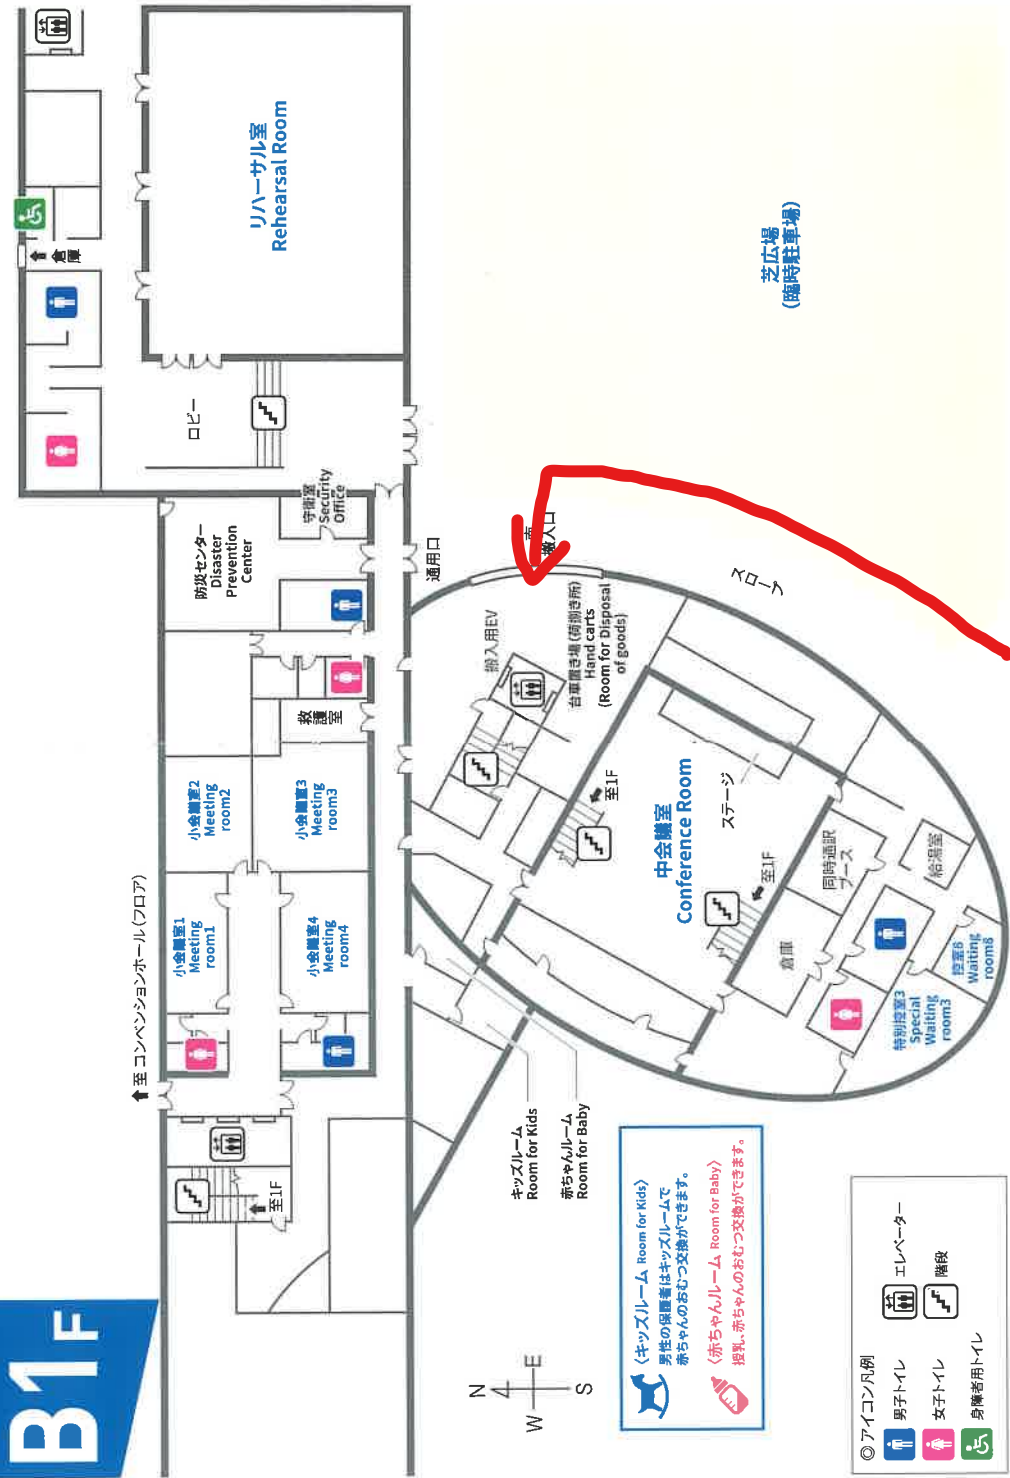 B1F
至 コンベンションホール(フロア)
至1F
小会議室1
Meeting
room1
小会議室2
Meeting
room2
小会議室3
Meeting
room3
小会議室4
Meeting
room4
救護室
防災センター
Disaster
Prevention
Center
守衛室
Security
Office
ロビー
倉庫
リハーサル室
Rehearsal Room
通用口
搬入口
搬入用EV
台車置き場(荷捌き所)
Hand carts
(Room for Disposal
of goods)
スロープ
芝広場
(臨時駐車場)
至1F
中会議室
Conference Room
ステージ
至1F
同時通訳
ブース
給湯室
倉庫
控室8
Waiting
room8
特別控室3
Special
Waiting
room3
キッズルーム
Room for Kids
赤ちゃんルーム
Room for Baby
N
W E
S
〈キッズルーム Room for Kids〉
男性の保護者はキッズルームで
赤ちゃんのおむつ交換ができます。
〈赤ちゃんルーム Room for Baby〉
授乳、赤ちゃんのおむつ交換ができます。
◎アイコン凡例
男子トイレ
エレベーター
女子トイレ
階段
身障者用トイレ